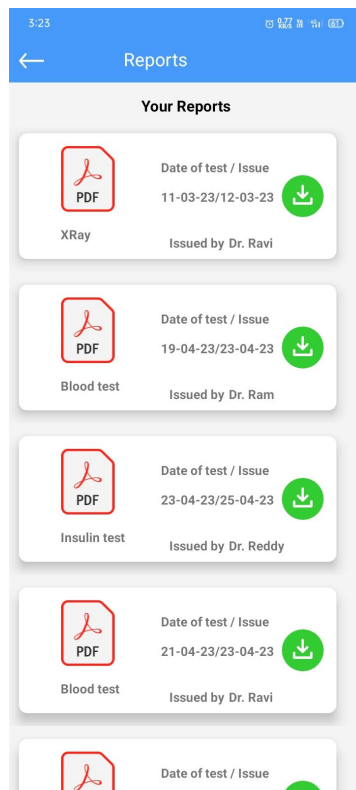 3:23
Reports
Your Reports
Date of test / Issue
PDF
11-03-23/12-03-23
XRay
Issued by Dr. Ravi
Date of test / Issue
PDF
19-04-23/23-04-23
Blood test
Issued by Dr. Ram
Date of test / Issue
PDF
23-04-23/25-04-23
Insulin test
Issued by Dr. Reddy
Date of test / Issue
PDF
21-04-23/23-04-23
Blood test
Issued by Dr. Ravi
Date of test / Issue